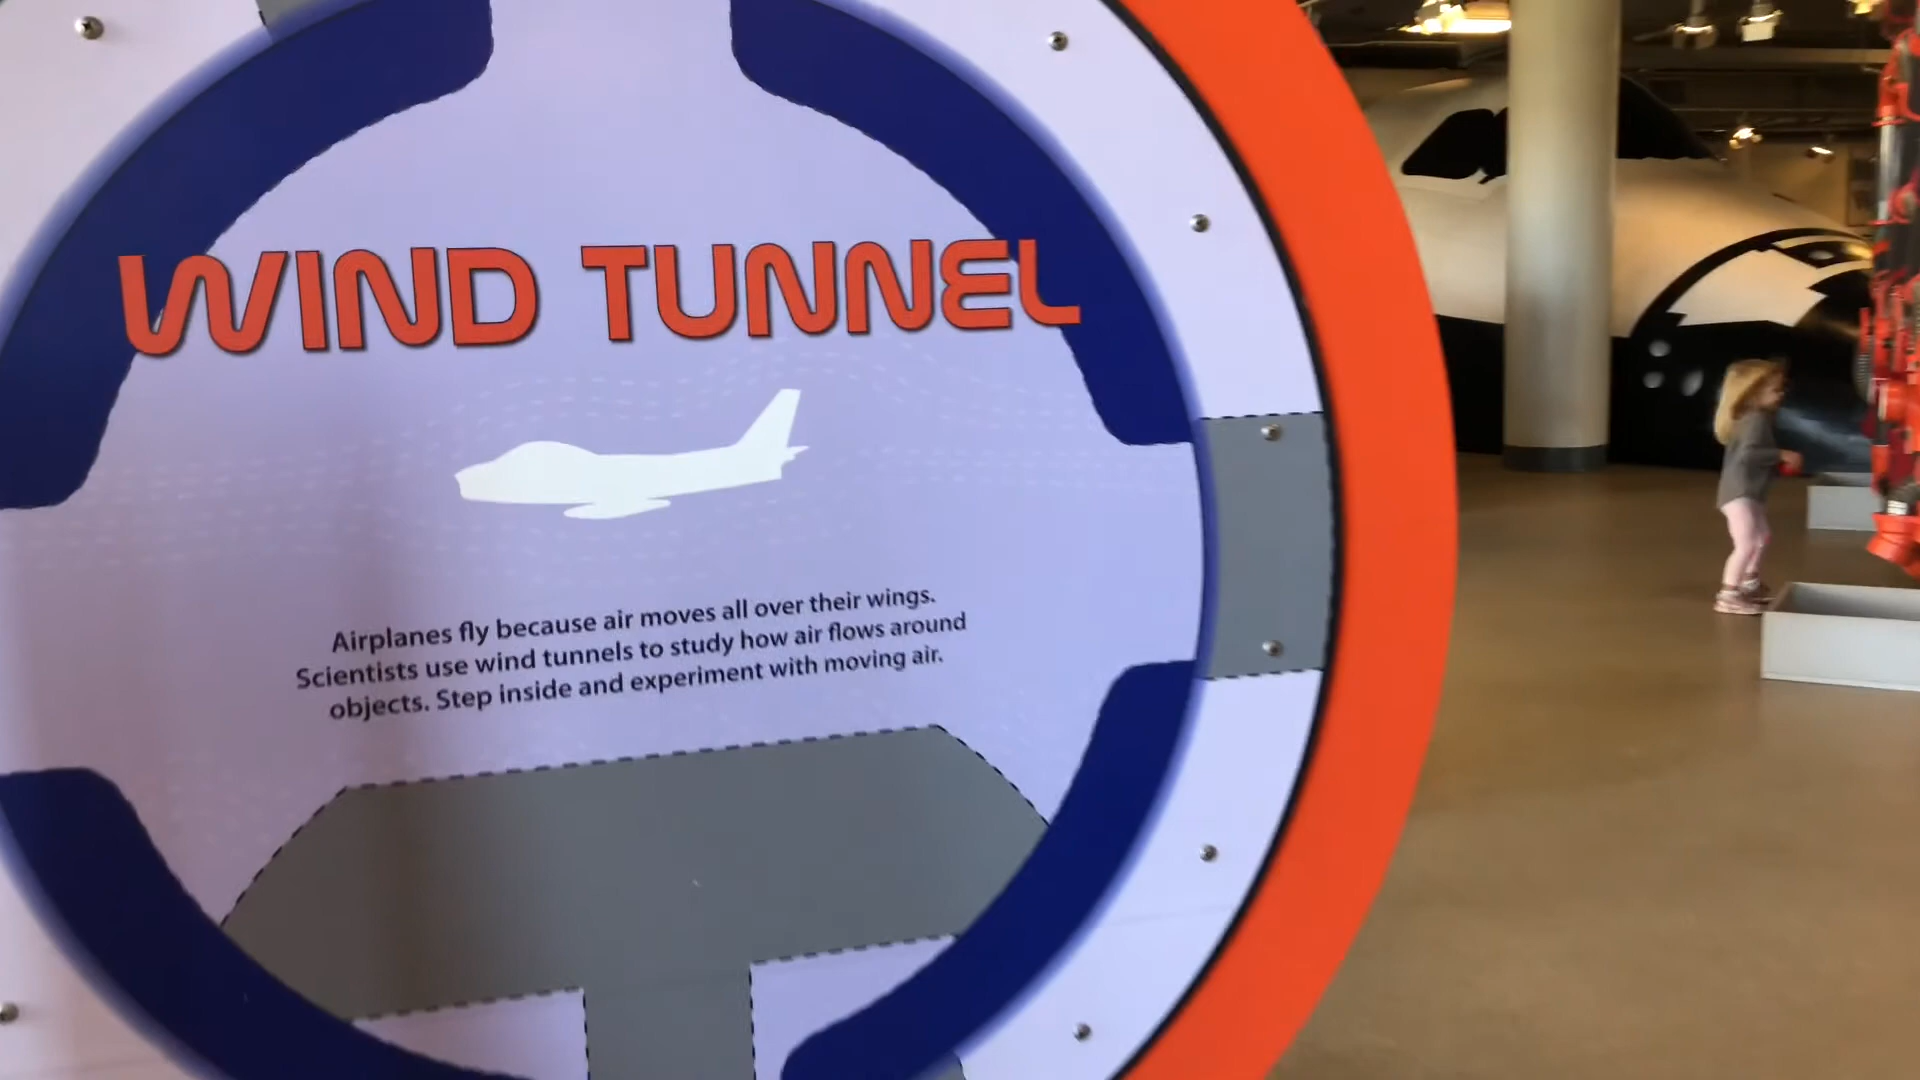 WIND TUNNEL
Airplanes fly because air moves all over their wings.
Scientists use wind tunnels to study how air flows around
objects. Step inside and experiment with moving air.